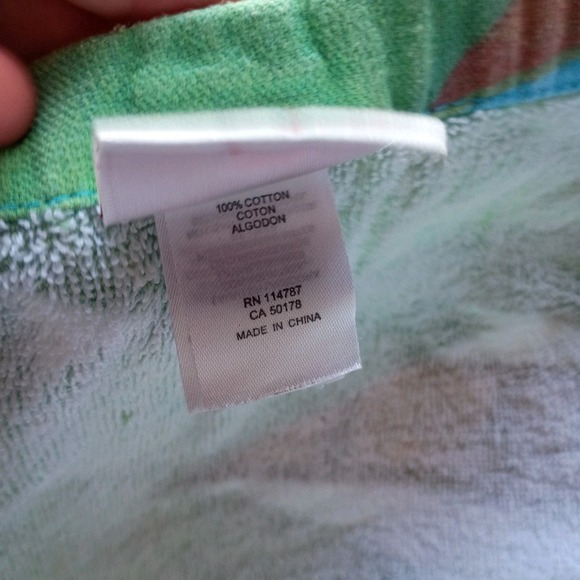 100% COTTON
COTON
ALGODON
RN 114787
CA 50178
MADE IN CHINA